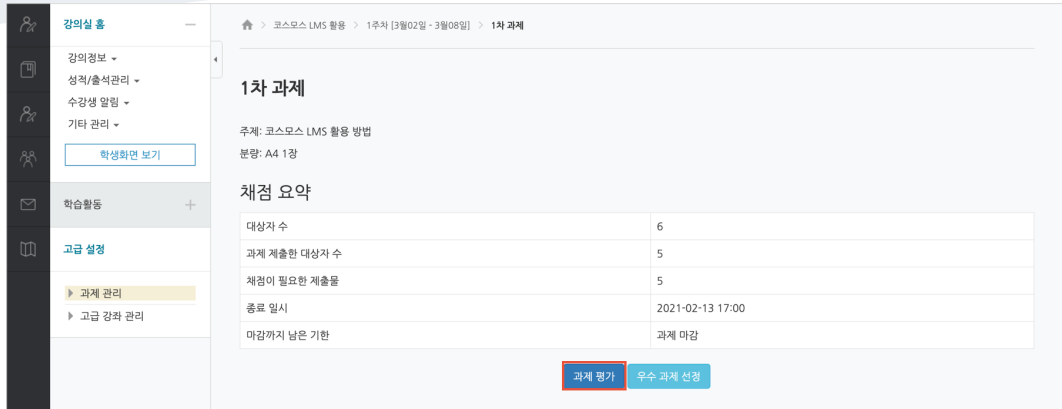 강의실 홈
강의정보
성적/출석관리
수강생 알림
기타 관리
학생화면 보기
학습활동
고급 설정
과제 관리
고급 강좌 관리
코스모스 LMS 활용 > 1주차 [3월02일 - 3월08일] > 1차 과제
1차 과제
주제: 코스모스 LMS 활용 방법
분량: A4 1장
채점 요약
대상자 수 6
과제 제출한 대상자 수 5
채점이 필요한 제출물 5
종료 일시 2021-02-13 17:00
마감까지 남은 기한 과제 마감
과제 평가 우수 과제 선정